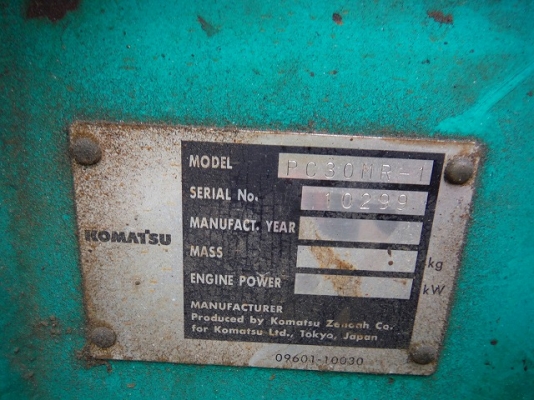 MODEL PC30MR-1
SERIAL No. 10299
MANUFACT. YEAR
KOMATSU
MASS kg
ENGINE POWER kW
MANUFACTURER
Produced by Komatsu Zenoah Co.
for Komatsu Ltd., Tokyo, Japan
09601-10030